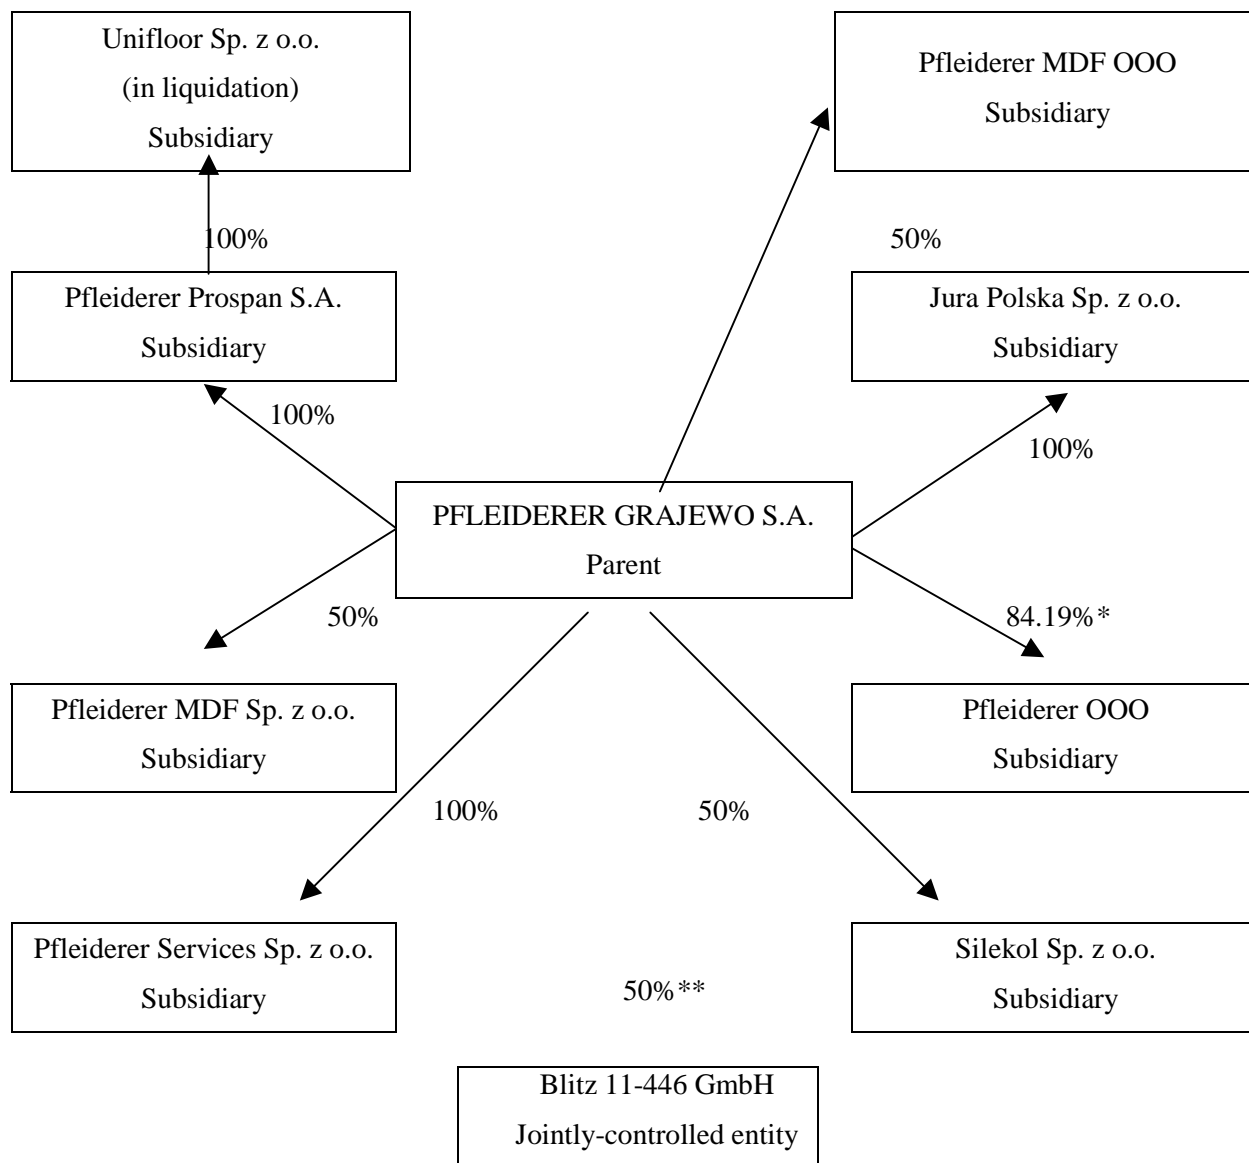 Unifloor Sp. z o.o.
(in liquidation)
Subsidiary
Pfleiderer MDF OOO
Subsidiary
100%
50%
Pfleiderer Prospan S.A.
Subsidiary
Jura Polska Sp. z o.o.
Subsidiary
100%
100%
PFLEIDERER GRAJEWO S.A.
Parent
50%
84.19%*
Pfleiderer MDF Sp. z o.o.
Subsidiary
Pfleiderer OOO
Subsidiary
100%
50%
Pfleiderer Services Sp. z o.o.
Subsidiary
Silekol Sp. z o.o.
Subsidiary
50%**
Blitz 11-446 GmbH
Jointly-controlled entity